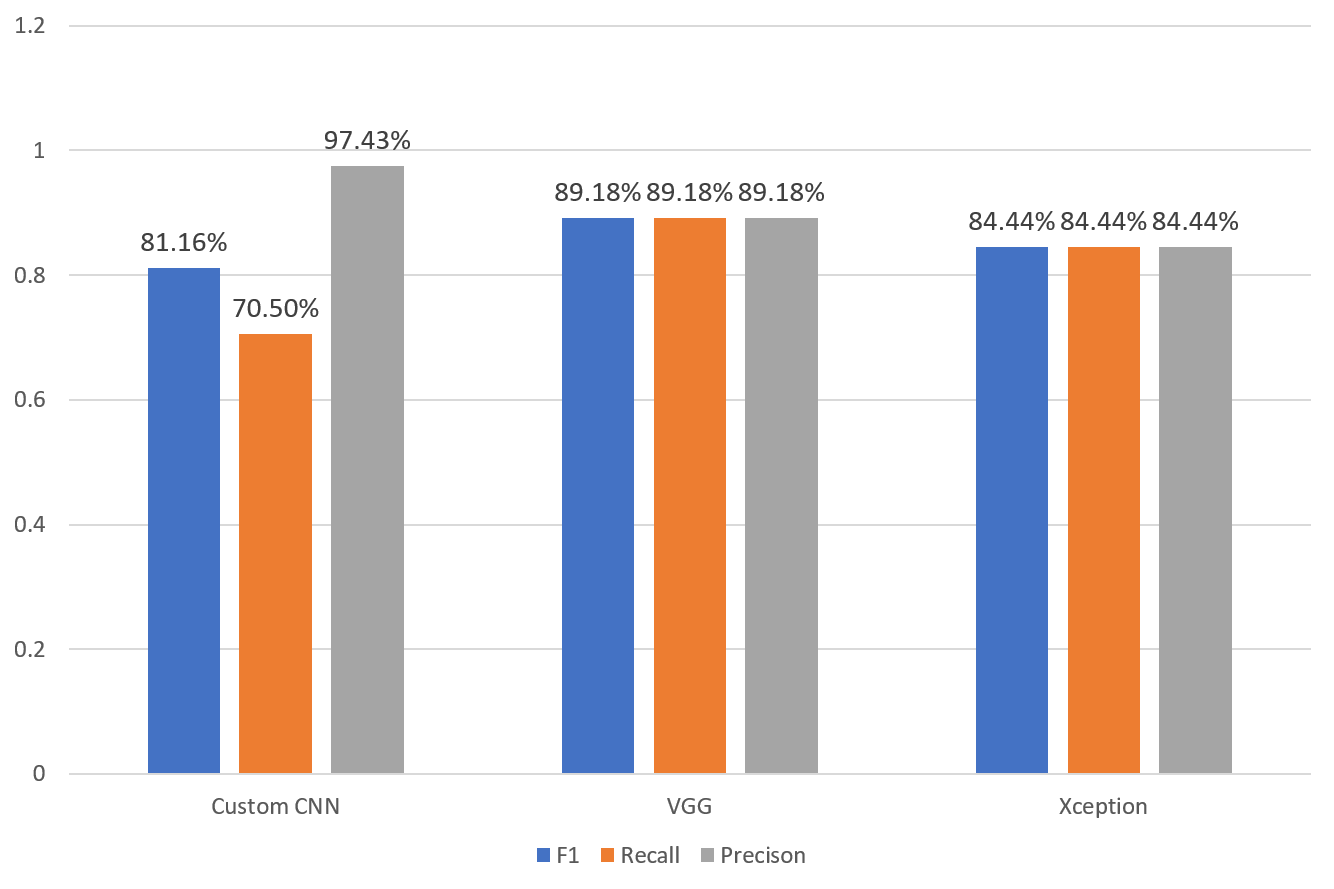 1.2
1
0.8
0.6
0.4
0.2
0
97.43%
89.18% 89.18% 89.18%
84.44% 84.44% 84.44%
81.16%
70.50%
Custom CNN VGG Xception
F1 Recall Precison